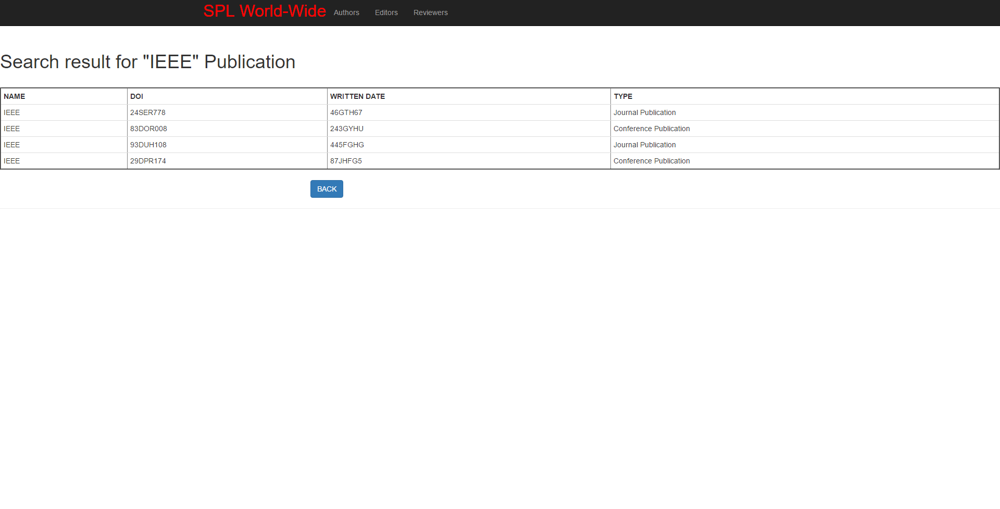 SPL World-Wide Authors Editors Reviewers
Search result for "IEEE" Publication
NAME DOI WRITTEN DATE TYPE
IEEE 24SER778 46GTH67 Journal Publication
IEEE 83DOR008 243GYHU Conference Publication
IEEE 93DUH108 445FGHG Journal Publication
IEEE 29DPR174 87JHFG5 Conference Publication
BACK